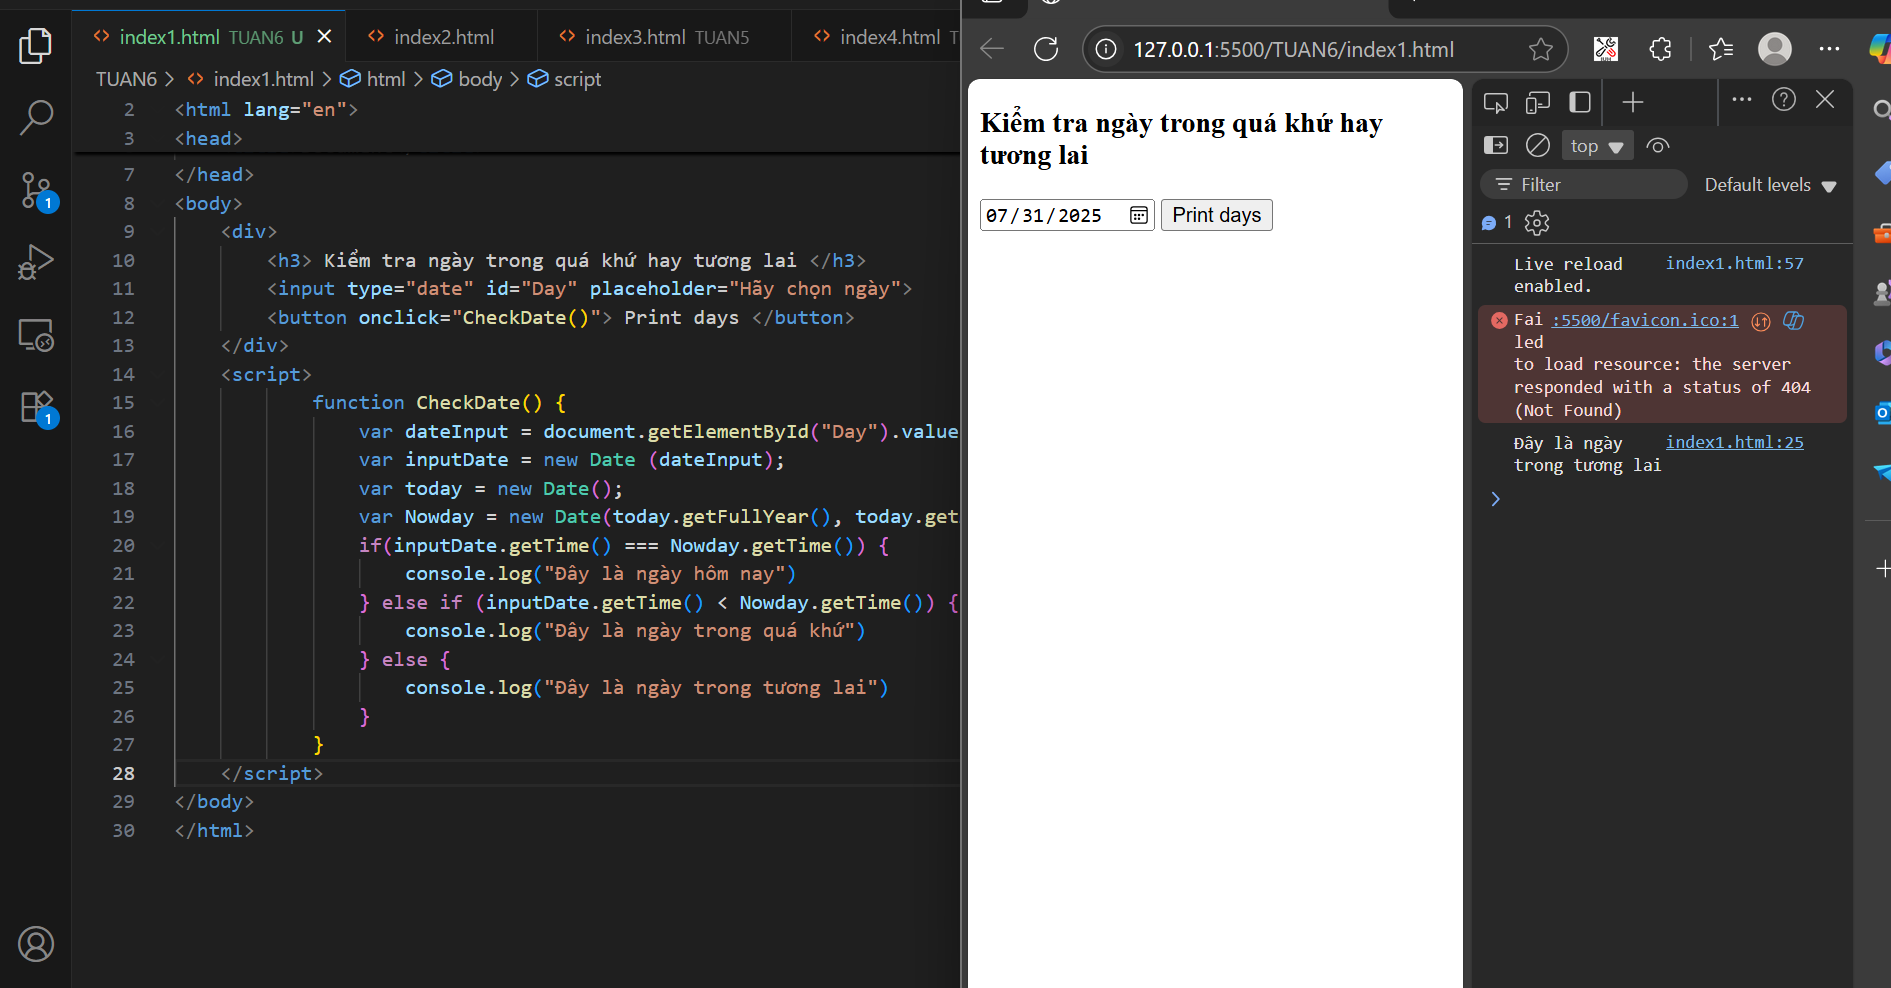 index1.html TUAN6 U
index2.html
index3.html TUAN5
index4.html
TUAN6 > index1.html > html > body > script
2 <html lang="en">
3 <head>
7 </head>
8 <body>
9 <div>
10 <h3> Kiểm tra ngày trong quá khứ hay tương lai </h3>
11 <input type="date" id="Day" placeholder="Hãy chọn ngày">
12 <button onclick="CheckDate()"> Print days </button>
13 </div>
14 <script>
15 function CheckDate() {
16 var dateInput = document.getElementById("Day").value
17 var inputDate = new Date (dateInput);
18 var today = new Date();
19 var Nowday = new Date(today.getFullYear(), today.get
20 if(inputDate.getTime() === Nowday.getTime()) {
21 console.log("Đây là ngày hôm nay")
22 } else if (inputDate.getTime() < Nowday.getTime()) {
23 console.log("Đây là ngày trong quá khứ")
24 } else {
25 console.log("Đây là ngày trong tương lai")
26 }
27 }
28 </script>
29 </body>
30 </html>
1
1
127.0.0.1:5500/TUAN6/index1.html
Kiểm tra ngày trong quá khứ hay
tương lai
07/31/2025
Print days
top
Filter
Default levels
1
Live reload index1.html:57
enabled.
Fai :5500/favicon.ico:1
led
to load resource: the server
responded with a status of 404
(Not Found)
Đây là ngày index1.html:25
trong tương lai